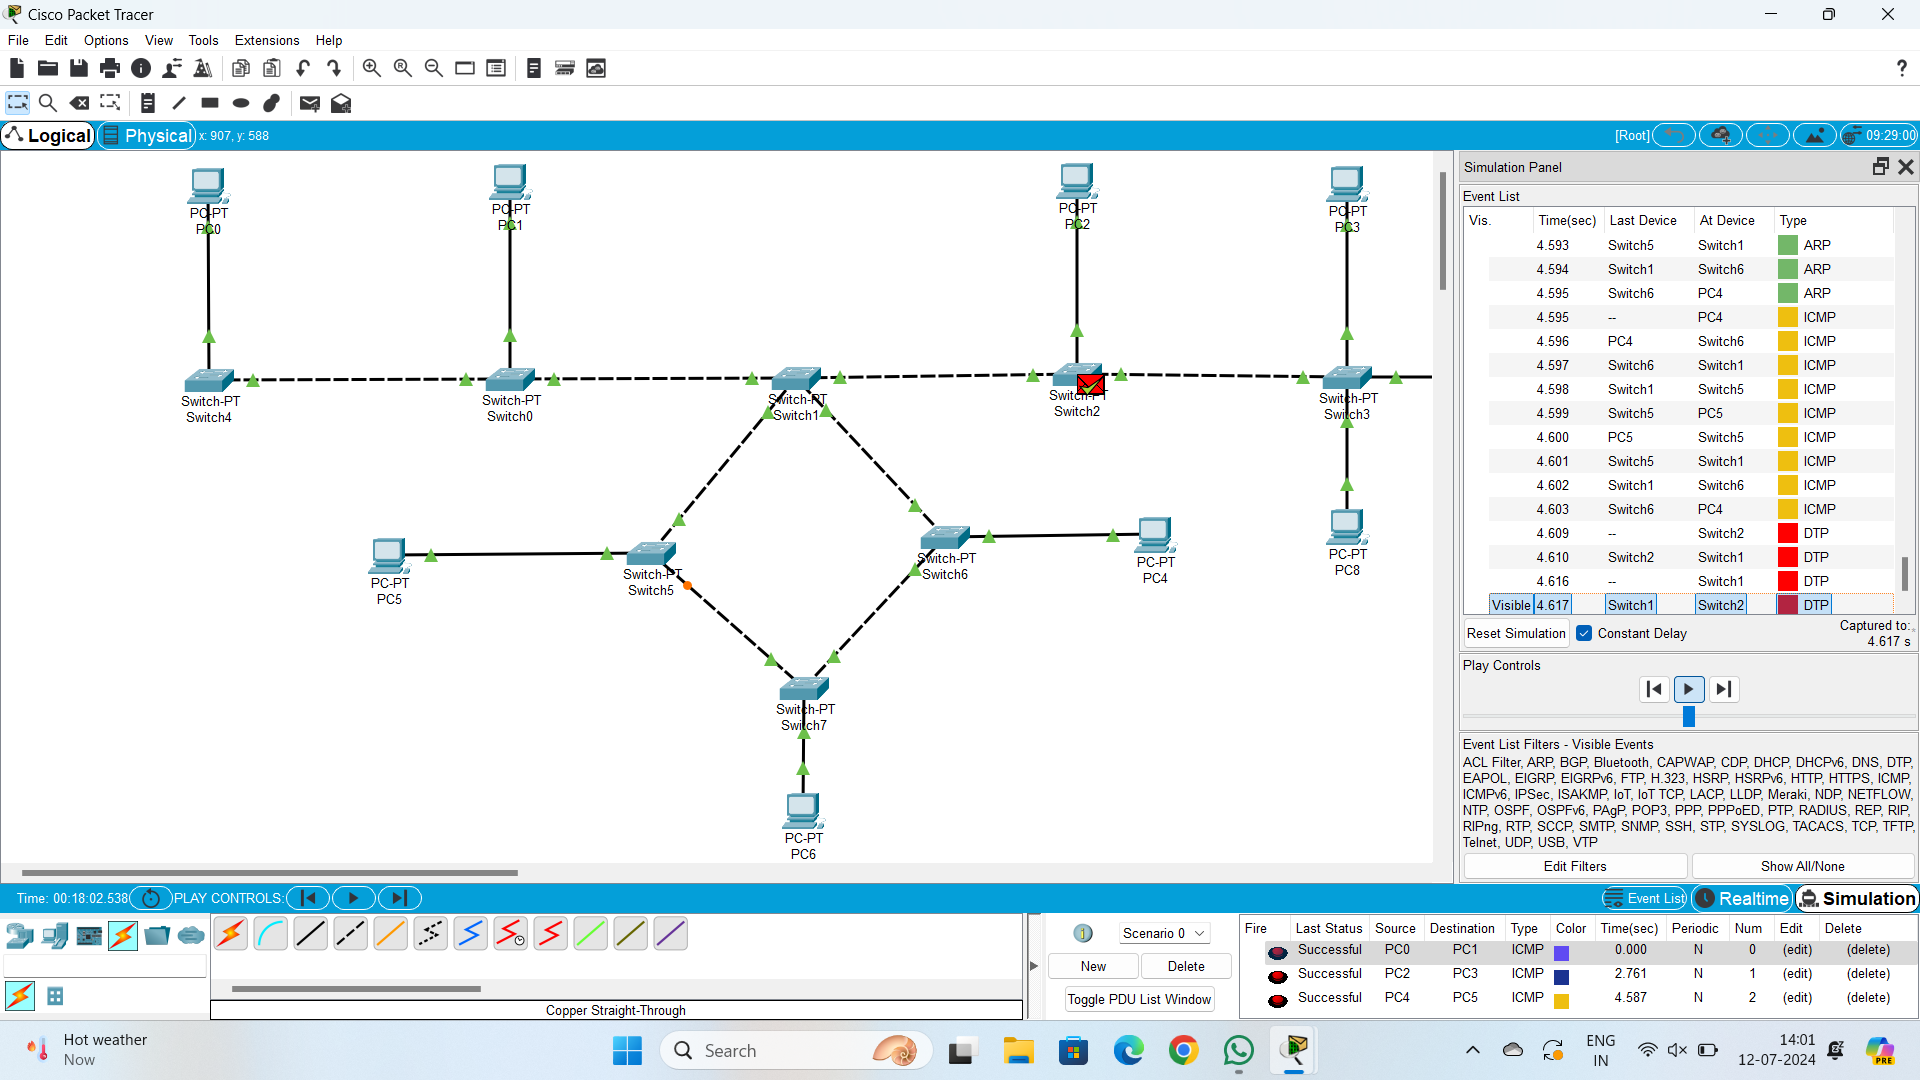 Cisco Packet Tracer
File Edit Options View Tools Extensions Help
Logical Physical x: 907, y: 588 [Root] 09:29:00
PC-PT
PC0
PC-PT
PC1
PC-PT
PC2
PC-PT
PC3
Switch-PT
Switch4
Switch-PT
Switch0
Switch-PT
Switch1
Switch-PT
Switch2
Switch-PT
Switch3
PC-PT
PC5
Switch-PT
Switch5
Switch-PT
Switch6
PC-PT
PC4
PC-PT
PC8
Switch-PT
Switch7
PC-PT
PC6
Simulation Panel
Event List
Vis. Time(sec) Last Device At Device Type
4.593 Switch5 Switch1 ARP
4.594 Switch1 Switch6 ARP
4.595 Switch6 PC4 ARP
4.595 -- PC4 ICMP
4.596 PC4 Switch6 ICMP
4.597 Switch6 Switch1 ICMP
4.598 Switch1 Switch5 ICMP
4.599 Switch5 PC5 ICMP
4.600 PC5 Switch5 ICMP
4.601 Switch5 Switch1 ICMP
4.602 Switch1 Switch6 ICMP
4.603 Switch6 PC4 ICMP
4.609 -- Switch2 DTP
4.610 Switch2 Switch1 DTP
4.616 -- Switch1 DTP
Visible 4.617 Switch1 Switch2 DTP
Reset Simulation Constant Delay Captured to:
4.617 s
Play Controls
Event List Filters - Visible Events
ACL Filter, ARP, BGP, Bluetooth, CAPWAP, CDP, DHCP, DHCPv6, DNS, DTP,
EAPOL, EIGRP, EIGRPv6, FTP, H.323, HSRP, HSRPv6, HTTP, HTTPS, ICMP,
ICMPv6, IPSec, ISAKMP, IoT, IoT TCP, LACP, LLDP, Meraki, NDP, NETFLOW,
NTP, OSPF, OSPFv6, PAgP, POP3, PPP, PPPoED, PTP, RADIUS, REP, RIP,
RIPng, RTP, SCCP, SMTP, SNMP, SSH, STP, SYSLOG, TACACS, TCP, TFTP,
Telnet, UDP, USB, VTP
Edit Filters Show All/None
Time: 00:18:02.538 PLAY CONTROLS: Event List Realtime Simulation
Copper Straight-Through
Scenario 0
New Delete
Toggle PDU List Window
Fire Last Status Source Destination Type Color Time(sec) Periodic Num Edit Delete
Successful PC0 PC1 ICMP 0.000 N 0 (edit) (delete)
Successful PC2 PC3 ICMP 2.761 N 1 (edit) (delete)
Successful PC4 PC5 ICMP 4.587 N 2 (edit) (delete)
Hot weather
Now
Search
ENG
IN
14:01
12-07-2024
PRE